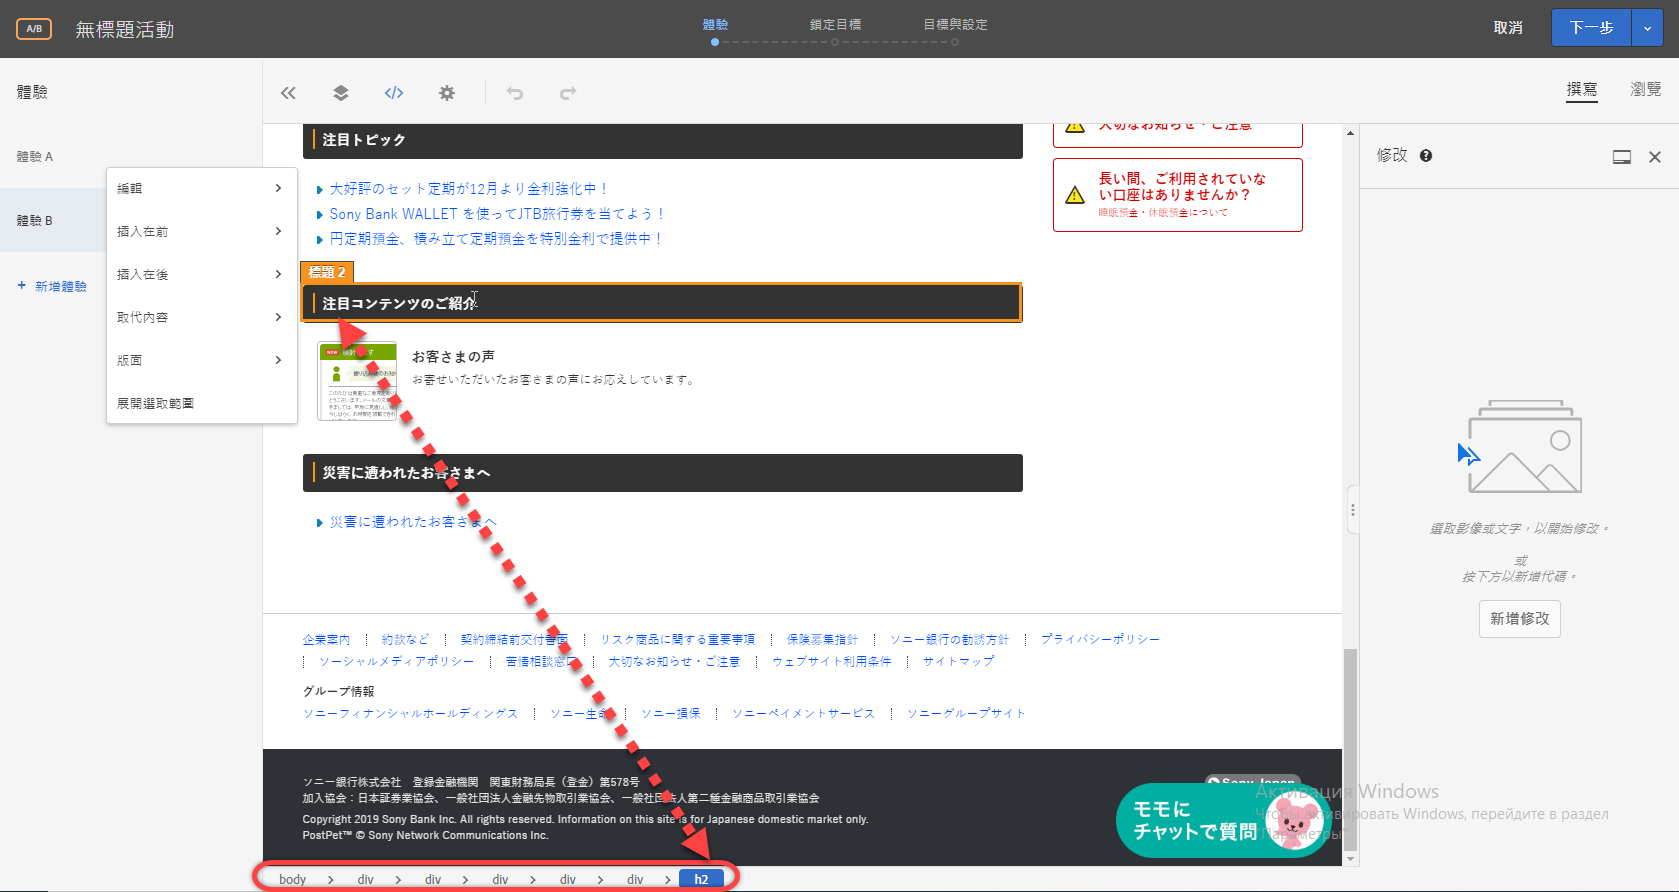 A/B
無標題活動
體驗
鎖定目標
目標與設定
取消
下一步
體驗
撰寫
瀏覽
體驗 A
體驗 B
+ 新增體驗
編輯
插入在前
插入在後
取代內容
版面
展開選取範圍
注目トピック
大好評のセット定期が12月より金利強化中！
Sony Bank WALLET を使ってJTB旅行券を当てよう！
円定期預金、積み立て定期預金を特別金利で提供中！
標題 2
注目コンテンツのご紹介
お客さまの声
お寄せいただいたお客さまの声にお応えしています。
NEW
災害に遭われたお客さまへ
災害に遭われたお客さまへ
大切なお知らせ・ご注意
長い間、ご利用されていな
い口座はありませんか？
睡眠預金・休眠預金について
修改
選取影像或文字，以開始修改。
或
按下方以新增代碼。
新增修改
企業案内
約款など
契約締結前交付書面
リスク商品に関する重要事項
保険募集指針
ソニー銀行の勧誘方針
プライバシーポリシー
ソーシャルメディアポリシー
苦情相談窓口
大切なお知らせ・ご注意
ウェブサイト利用条件
サイトマップ
グループ情報
ソニーフィナンシャルホールディングス
ソニー生命
ソニー損保
ソニーペイメントサービス
ソニーグループサイト
ソニー銀行株式会社　登録金融機関　関東財務局長（登金）第578号
加入協会：日本証券業協会、一般社団法人金融先物取引業協会、一般社団法人第二種金融商品取引業協会
Copyright 2019 Sony Bank Inc. All rights reserved. Information on this site is for Japanese domestic market only.
PostPet™ © Sony Network Communications Inc.
Sony Japan
モモに
チャットで質問
Активация Windows
Чтобы активировать Windows, перейдите в раздел
"Параметры".
body > div > div > div > div > div > h2